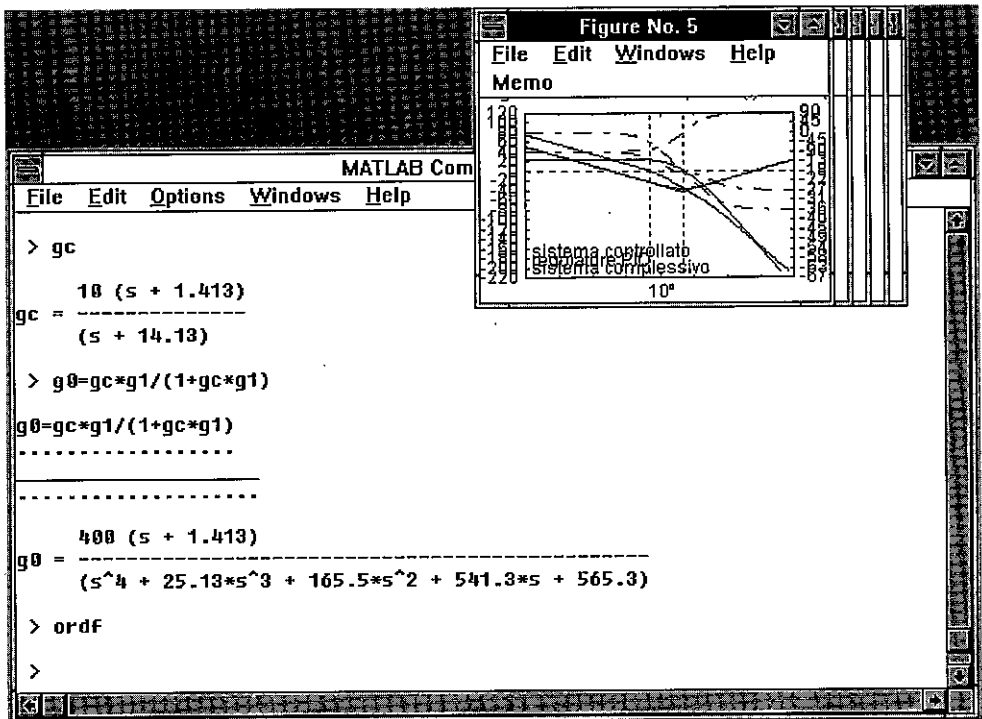 Figure No. 5
File Edit Windows Help
Memo
10⁰
sistema controllato
sistema complessivo
MATLAB Com
File Edit Options Windows Help
> gc
10 (s + 1.413)
gc = --------------
(s + 14.13)
> g0=gc*g1/(1+gc*g1)
g0=gc*g1/(1+gc*g1)
400 (s + 1.413)
g0 = -----------------------------------------------
(s^4 + 25.13*s^3 + 165.5*s^2 + 541.3*s + 565.3)
> ordf
>